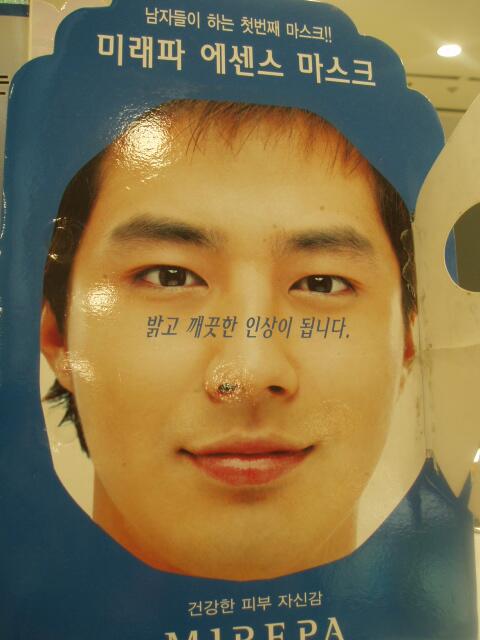 남자들이 하는 첫번째 마스크!!
미래파 에센스 마스크
밝고 깨끗한 인상이 됩니다.
건강한 피부 자신감
MIREPA